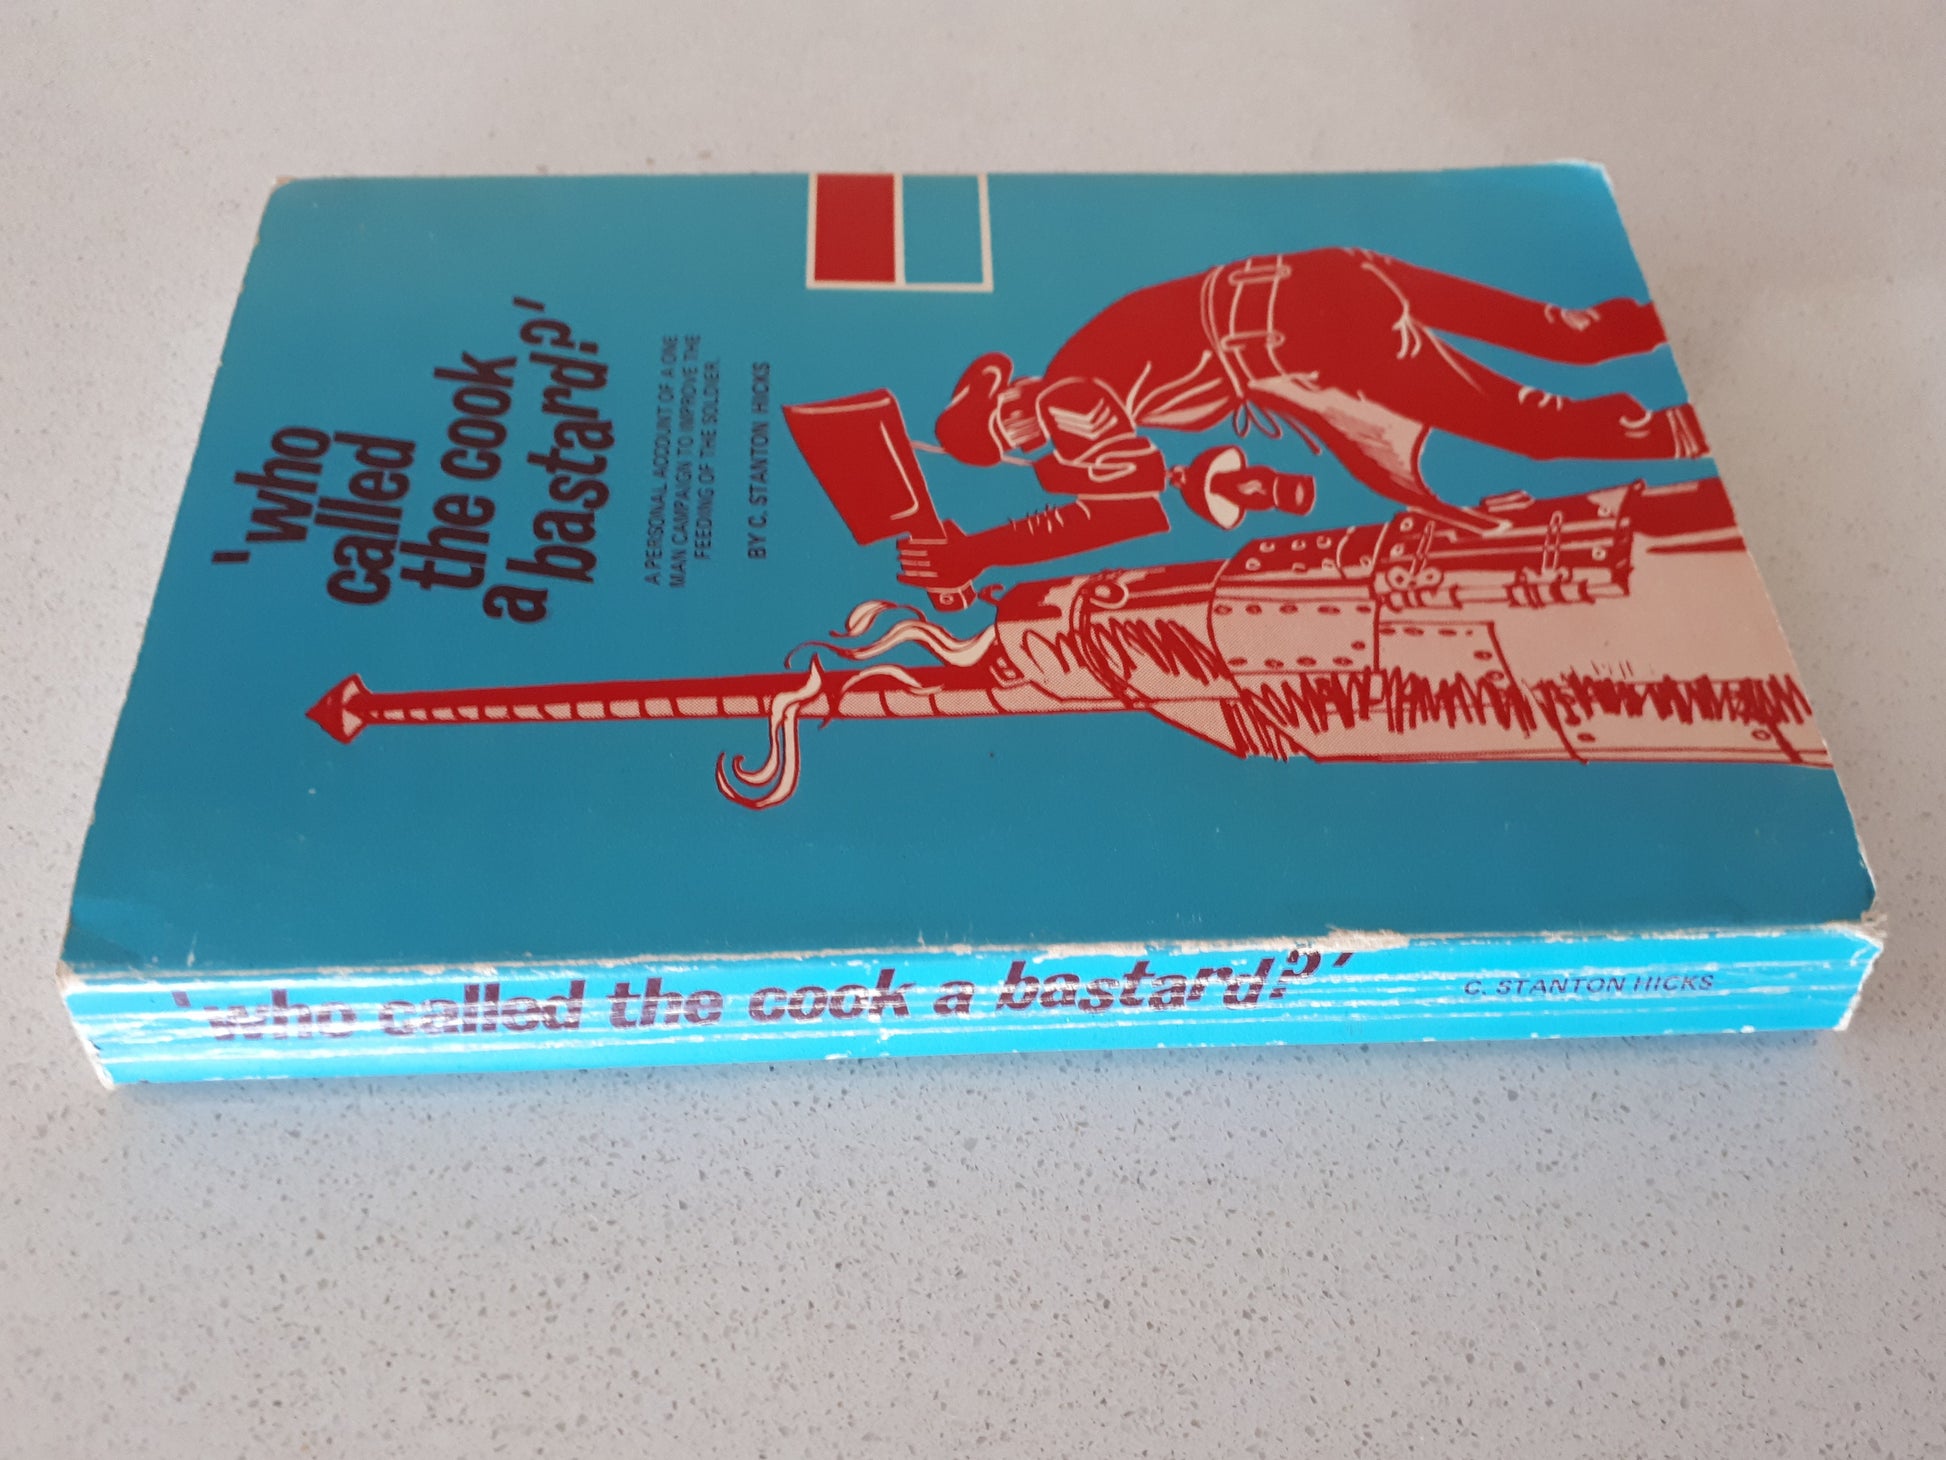 'who
called
the cook
a bastard?'
A PERSONAL ACCOUNT OF A ONE
MAN CAMPAIGN TO IMPROVE THE
FEEDING OF THE SOLDIER.
BY C. STANTON HICKS
'who called the cook a bastard?' C. STANTON HICKS